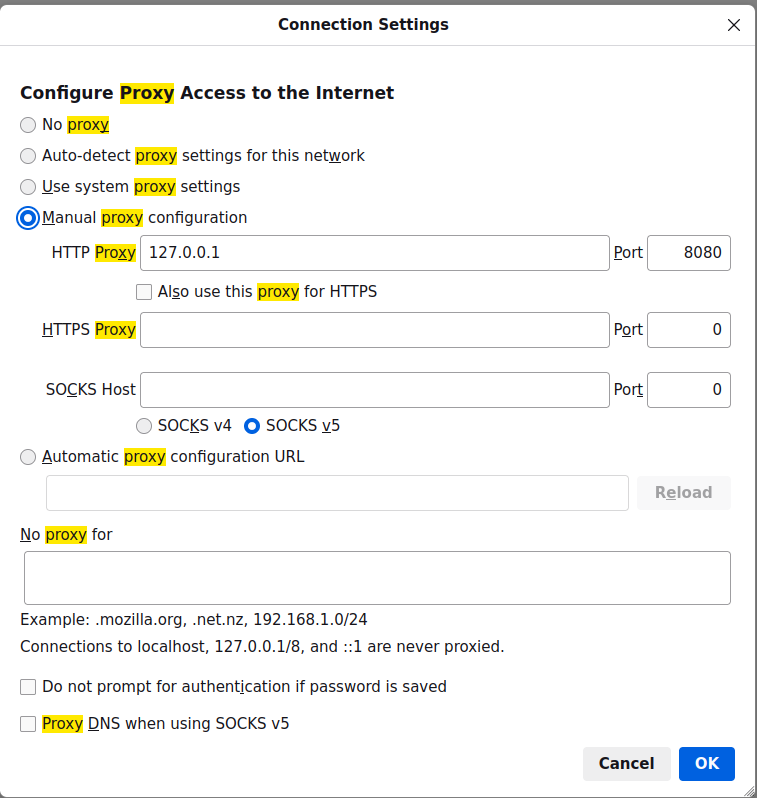 Connection Settings
Configure Proxy Access to the Internet
No proxy
Auto-detect proxy settings for this network
Use system proxy settings
Manual proxy configuration
HTTP Proxy 127.0.0.1 Port 8080
Also use this proxy for HTTPS
HTTPS Proxy Port 0
SOCKS Host Port 0
SOCKS v4 SOCKS v5
Automatic proxy configuration URL
Reload
No proxy for
Example: .mozilla.org, .net.nz, 192.168.1.0/24
Connections to localhost, 127.0.0.1/8, and ::1 are never proxied.
Do not prompt for authentication if password is saved
Proxy DNS when using SOCKS v5
Cancel OK